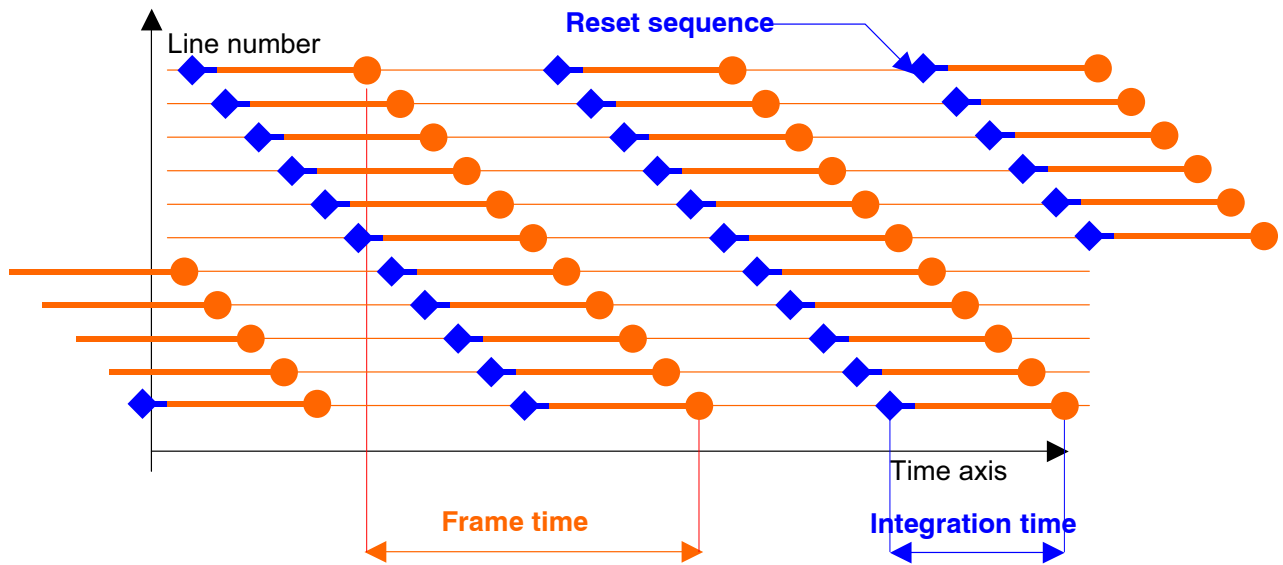 Reset sequence
Line number
Time axis
Frame time
Integration time